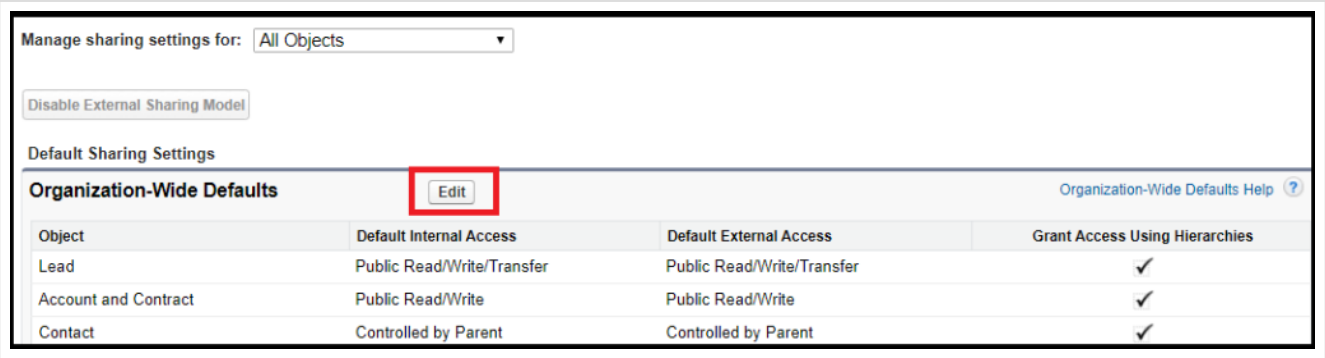 Manage sharing settings for: All Objects
Disable External Sharing Model
Default Sharing Settings
Organization-Wide Defaults Edit Organization-Wide Defaults Help ?
Object Default Internal Access Default External Access Grant Access Using Hierarchies
Lead Public Read/Write/Transfer Public Read/Write/Transfer
Account and Contract Public Read/Write Public Read/Write
Contact Controlled by Parent Controlled by Parent